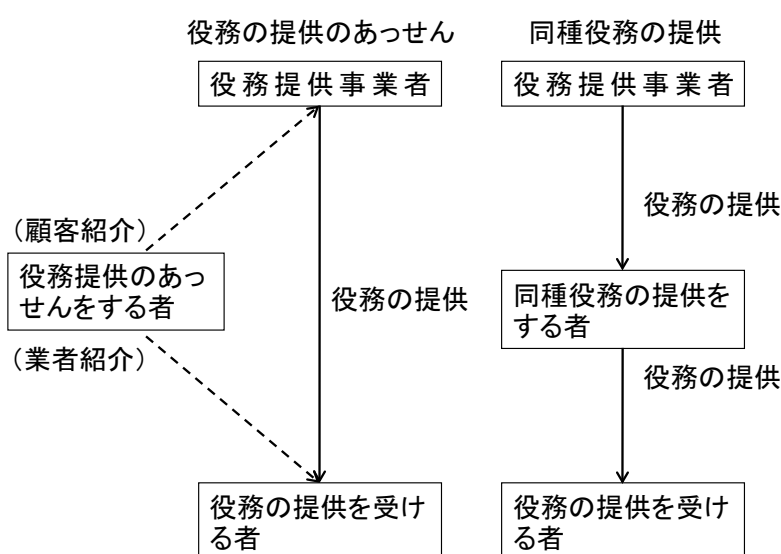 役務の提供のあっせん
役務提供事業者
（顧客紹介）
役務提供のあっ
せんをする者
（業者紹介）
役務の提供
役務の提供を受け
る者
同種役務の提供
役務提供事業者
役務の提供
同種役務の提供を
する者
役務の提供
役務の提供を受け
る者